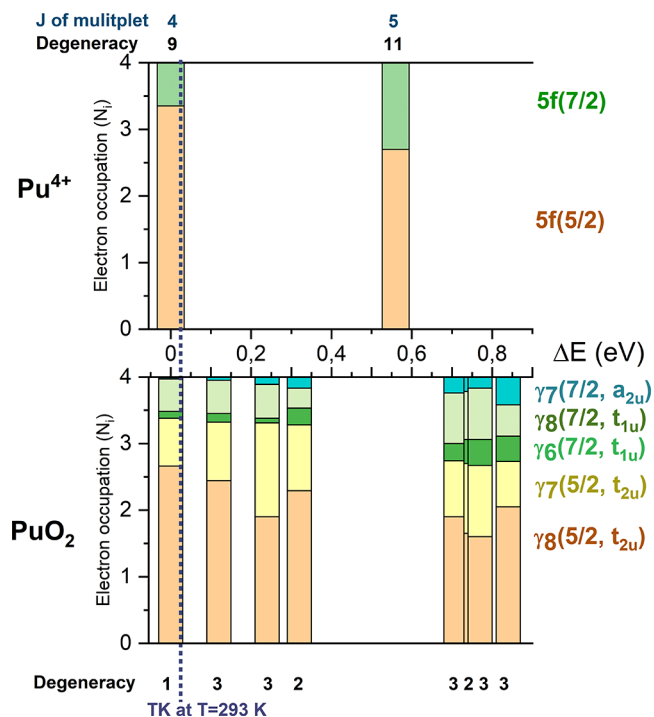 J of mulitplet 4 5
Degeneracy 9 11
4
3
2
1
0
Electron occupation (Nᵢ)
Pu⁴⁺
5f(7/2)
5f(5/2)
0 0,2 0,4 0,6 0,8 ΔE (eV)
4
3
2
1
0
Electron occupation (Nᵢ)
PuO₂
γ₇(7/2, a₂ᵤ)
γ₈(7/2, t₁ᵤ)
γ₆(7/2, t₁ᵤ)
γ₇(5/2, t₂ᵤ)
γ₈(5/2, t₂ᵤ)
Degeneracy 1 3 3 2 3 2 3 3
TK at T=293 K